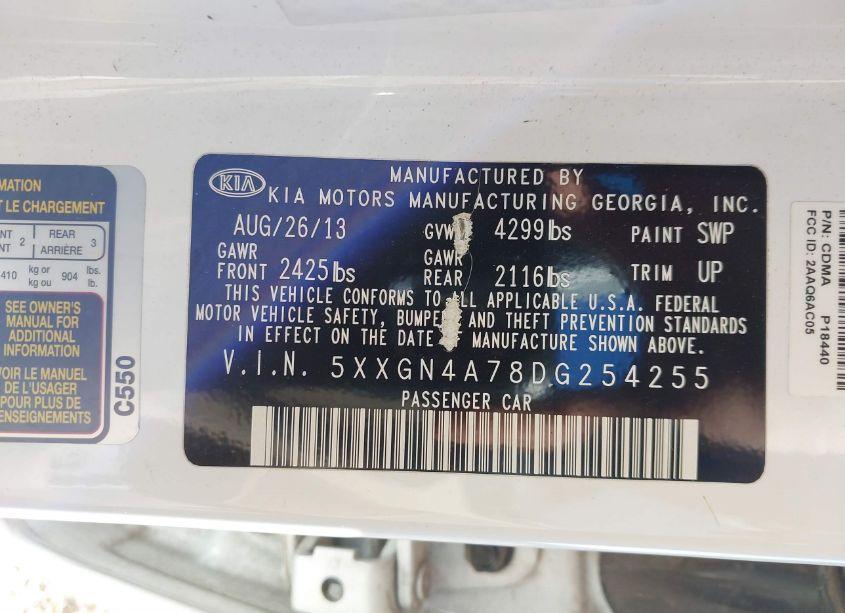 MATION
T LE CHARGEMENT
NT 2
REAR
ARRIÈRE 3
410 kg or
kg ou 904 lbs.
lb.
SEE OWNER'S
MANUAL FOR
ADDITIONAL
INFORMATION
VOIR LE MANUEL
DE L'USAGER
POUR PLUS DE
RENSEIGNEMENTS
C550
KIA
MANUFACTURED BY
KIA MOTORS MANUFACTURING GEORGIA, INC.
AUG/26/13 GVW 4299lbs PAINT SWP
GAWR
FRONT 2425lbs
GAWR
REAR 2116lbs TRIM UP
THIS VEHICLE CONFORMS TO ALL APPLICABLE U.S.A. FEDERAL
MOTOR VEHICLE SAFETY, BUMPER AND THEFT PREVENTION STANDARDS
IN EFFECT ON THE DATE MANUFACTURE SHOWN ABOVE.
V.I.N. 5XXGN4A78DG254255
PASSENGER CAR
P/N: CDMA P18440
FCC ID: 2AAQ6AC05